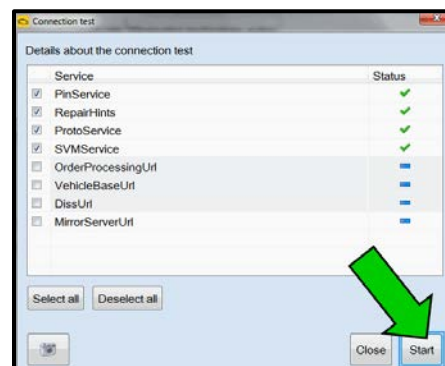 Connection test
Details about the connection test
Service Status
PinService
RepairHints
ProtoService
SVMService
OrderProcessingUrl
VehicleBaseUrl
DissUrl
MirrorServerUrl
Select all Deselect all
Close Start